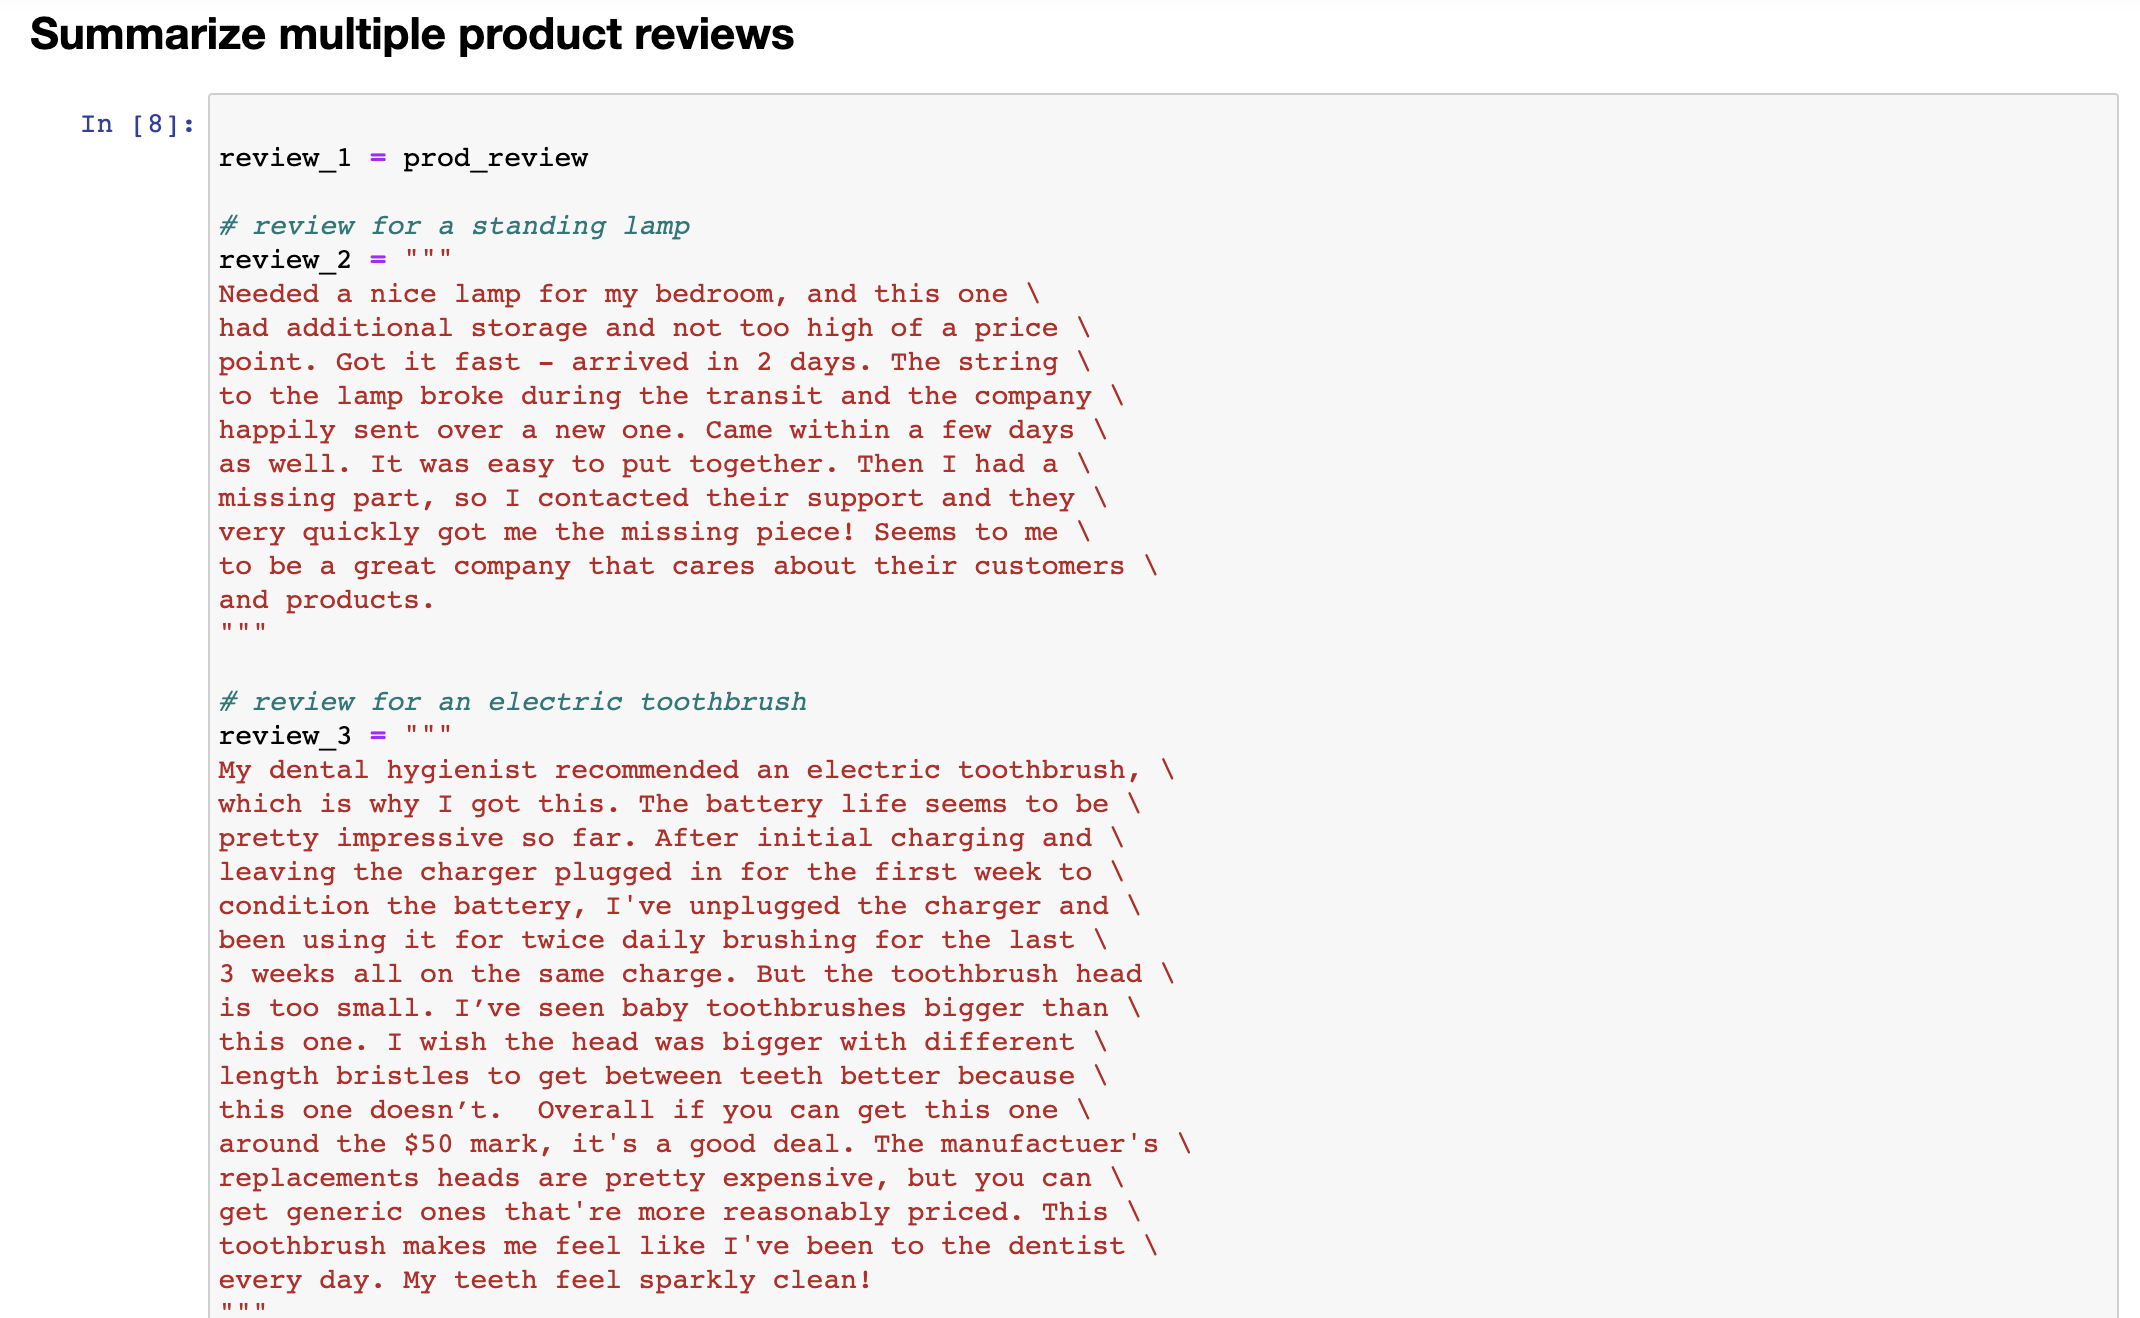 Summarize multiple product reviews
In [8]:
review_1 = prod_review
# review for a standing lamp
review_2 = """
Needed a nice lamp for my bedroom, and this one \
had additional storage and not too high of a price \
point. Got it fast - arrived in 2 days. The string \
to the lamp broke during the transit and the company \
happily sent over a new one. Came within a few days \
as well. It was easy to put together. Then I had a \
missing part, so I contacted their support and they \
very quickly got me the missing piece! Seems to me \
to be a great company that cares about their customers \
and products.
"""
# review for an electric toothbrush
review_3 = """
My dental hygienist recommended an electric toothbrush, \
which is why I got this. The battery life seems to be \
pretty impressive so far. After initial charging and \
leaving the charger plugged in for the first week to \
condition the battery, I've unplugged the charger and \
been using it for twice daily brushing for the last \
3 weeks all on the same charge. But the toothbrush head \
is too small. I’ve seen baby toothbrushes bigger than \
this one. I wish the head was bigger with different \
length bristles to get between teeth better because \
this one doesn’t.  Overall if you can get this one \
around the $50 mark, it's a good deal. The manufactuer's \
replacements heads are pretty expensive, but you can \
get generic ones that're more reasonably priced. This \
toothbrush makes me feel like I've been to the dentist \
every day. My teeth feel sparkly clean!
"""